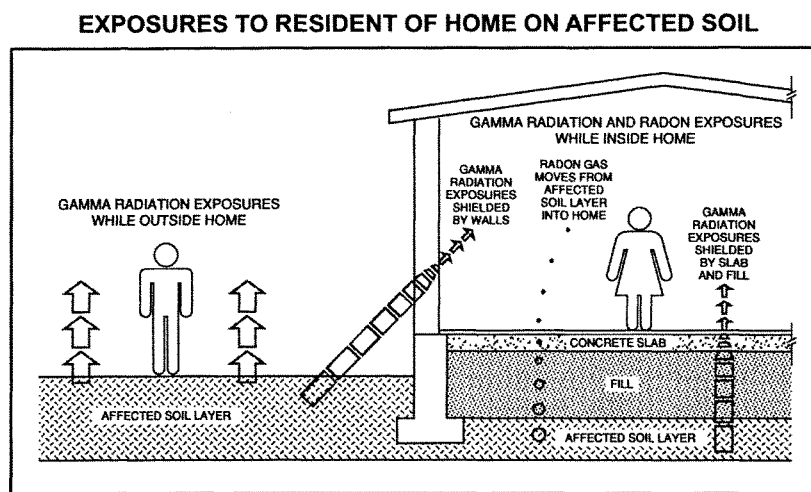 EXPOSURES TO RESIDENT OF HOME ON AFFECTED SOIL
GAMMA RADIATION AND RADON EXPOSURES
WHILE INSIDE HOME
GAMMA
RADIATION
EXPOSURES
SHIELDED
BY WALLS
RADON GAS
MOVES FROM
AFFECTED
SOIL LAYER
INTO HOME
GAMMA RADIATION EXPOSURES
WHILE OUTSIDE HOME
GAMMA
RADIATION
EXPOSURES
SHIELDED
BY SLAB
AND FILL
CONCRETE SLAB
FILL
AFFECTED SOIL LAYER
AFFECTED SOIL LAYER